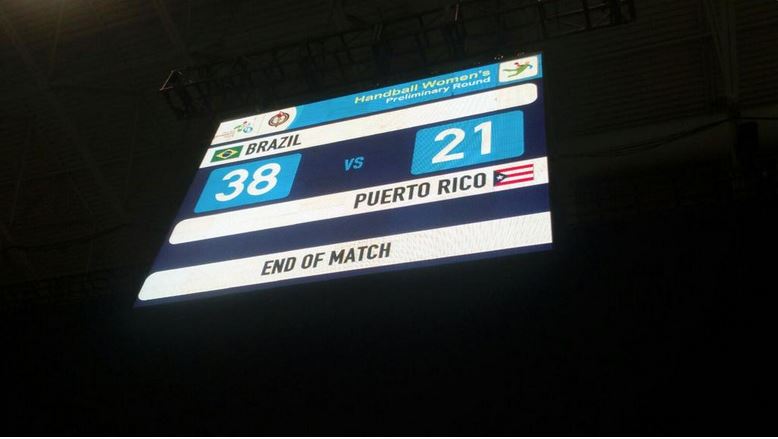 Handball Women's
Preliminary Round
BRAZIL
38 VS 21
PUERTO RICO
END OF MATCH